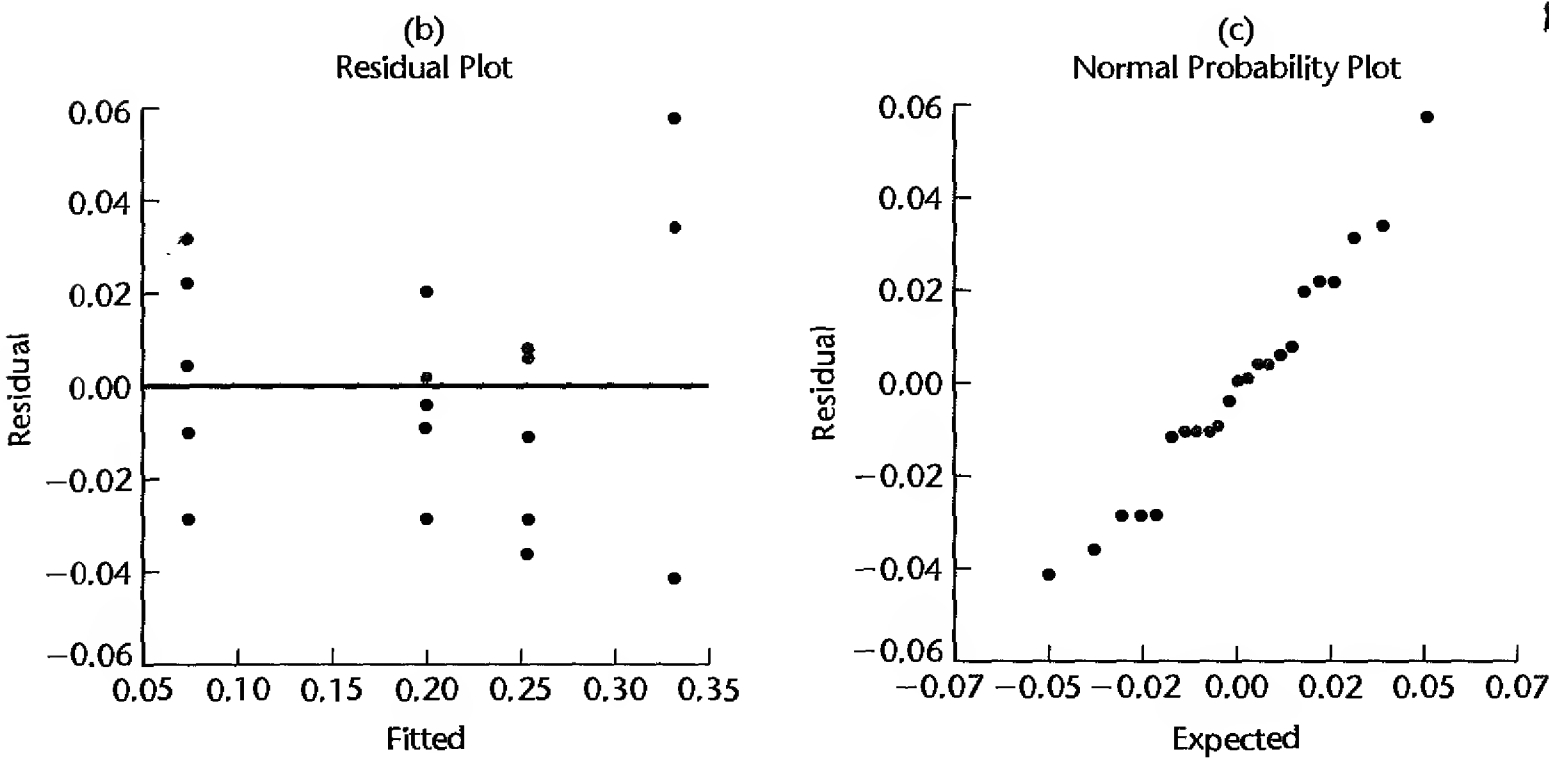 (b)
Residual Plot
0.06
0.04
0.02
0.00
−0.02
−0.04
−0.06
Residual
0.05 0.10 0.15 0.20 0.25 0.30 0.35
Fitted
(c)
Normal Probability Plot
0.06
0.04
0.02
0.00
−0.02
−0.04
−0.06
Residual
−0.07 −0.05 −0.02 0.00 0.02 0.05 0.07
Expected